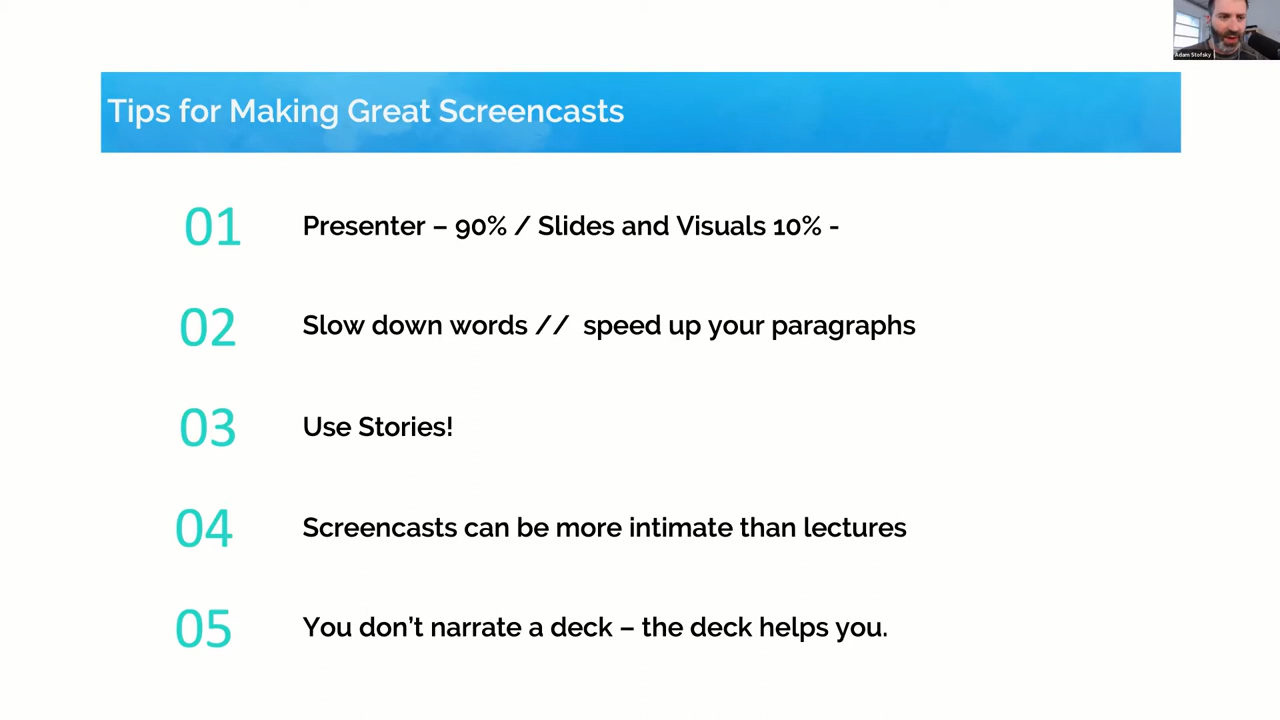 Adam Stofsky
Tips for Making Great Screencasts
01 Presenter – 90% / Slides and Visuals 10% -
02 Slow down words // speed up your paragraphs
03 Use Stories!
04 Screencasts can be more intimate than lectures
05 You don't narrate a deck – the deck helps you.